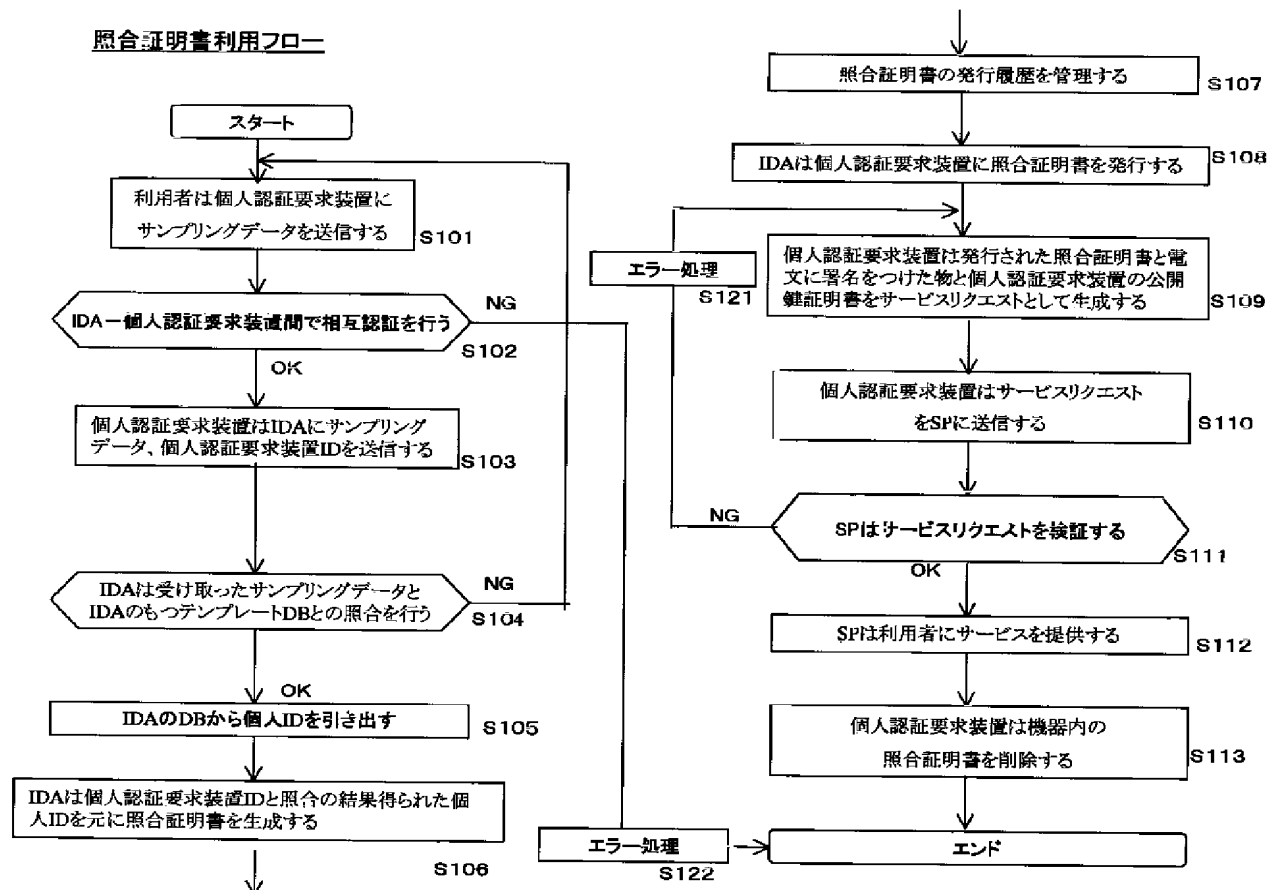 照合証明書利用フロー
スタート
利用者は個人認証要求装置に
サンプリングデータを送信する
S101
IDA－個人認証要求装置間で相互認証を行う
NG
S102
OK
個人認証要求装置はIDAにサンプリング
データ、個人認証要求装置IDを送信する
S103
IDAは受け取ったサンプリングデータと
IDAのもつテンプレートDBとの照合を行う
NG
S104
OK
IDAのDBから個人IDを引き出す
S105
IDAは個人認証要求装置IDと照合の結果得られた個
人IDを元に照合証明書を生成する
S106
照合証明書の発行履歴を管理する
S107
IDAは個人認証要求装置に照合証明書を発行する
S108
エラー処理
S121
個人認証要求装置は発行された照合証明書と電
文に署名をつけた物と個人認証要求装置の公開
鍵証明書をサービスリクエストとして生成する
S109
個人認証要求装置はサービスリクエスト
をSPに送信する
S110
NG
SPはサービスリクエストを検証する
S111
OK
SPは利用者にサービスを提供する
S112
個人認証要求装置は機器内の
照合証明書を削除する
S113
エラー処理
S122
エンド